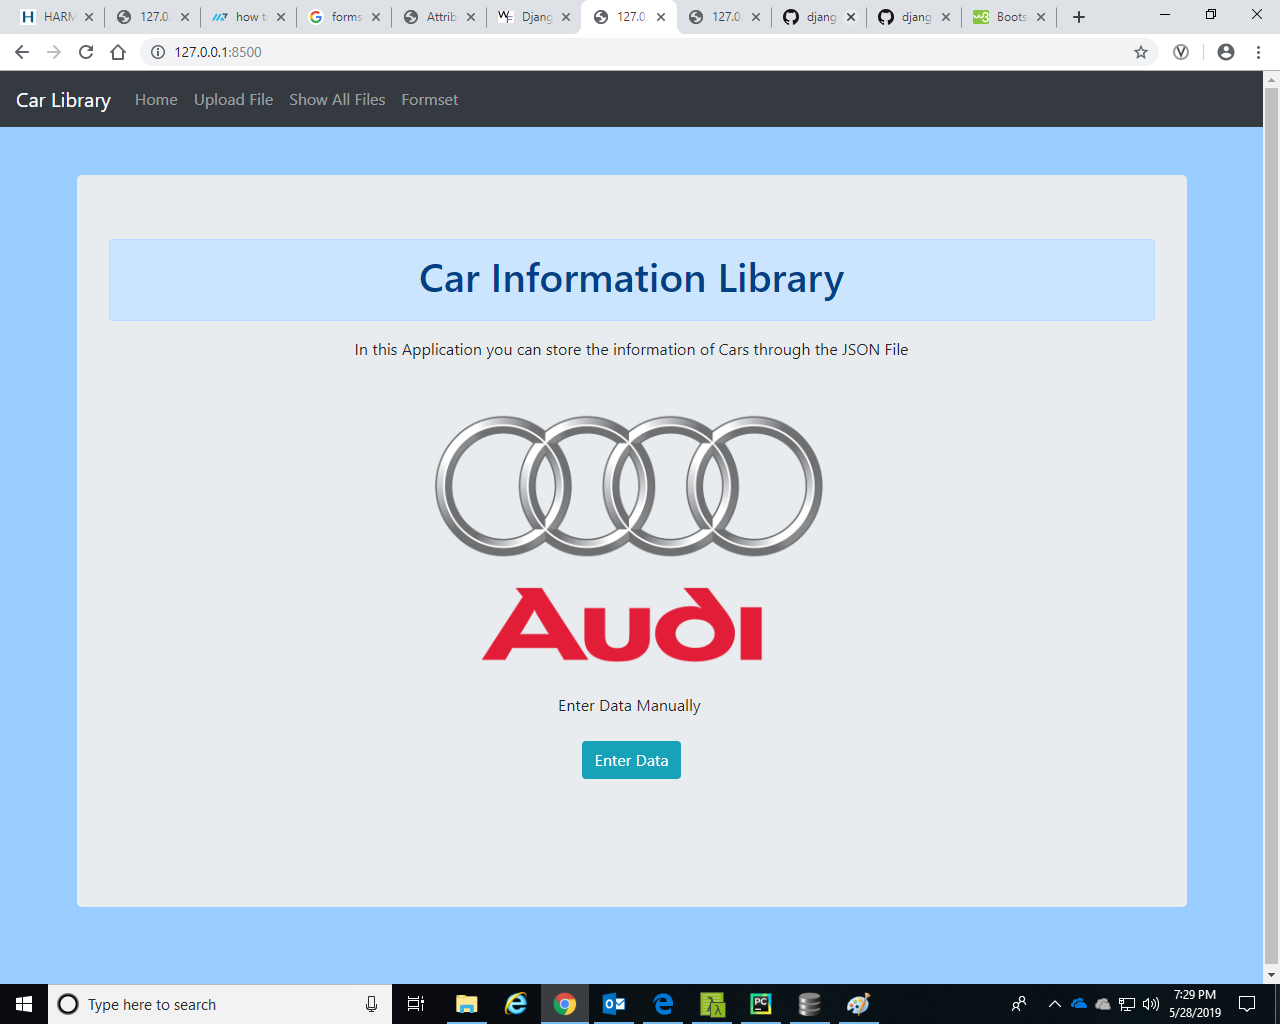 HARM
127.0.
how to
forms
Attrib
Djang
127.0.
127.0.
djang
djang
Boots
127.0.0.1:8500
Car Library Home Upload File Show All Files Formset
Car Information Library
In this Application you can store the information of Cars through the JSON File
Audi
Enter Data Manually
Enter Data
Type here to search
7:29 PM
5/28/2019